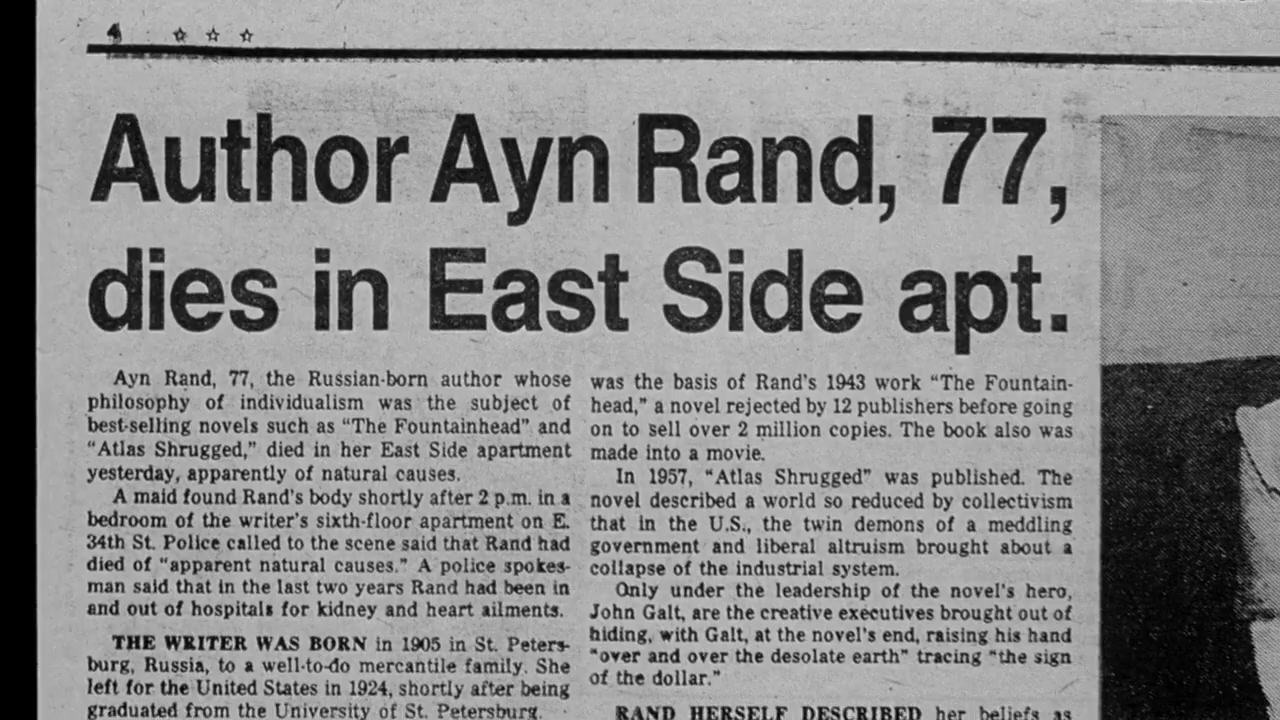 4 ☆ ☆ ☆
Author Ayn Rand, 77,
dies in East Side apt.
Ayn Rand, 77, the Russian-born author whose
philosophy of individualism was the subject of
best-selling novels such as “The Fountainhead” and
“Atlas Shrugged,” died in her East Side apartment
yesterday, apparently of natural causes.
A maid found Rand's body shortly after 2 p.m. in a
bedroom of the writer's sixth-floor apartment on E.
34th St. Police called to the scene said that Rand had
died of “apparent natural causes.” A police spokes-
man said that in the last two years Rand had been in
and out of hospitals for kidney and heart ailments.
THE WRITER WAS BORN in 1905 in St. Peters-
burg, Russia, to a well-to-do mercantile family. She
left for the United States in 1924, shortly after being
graduated from the University of St. Petersburg.
was the basis of Rand's 1943 work “The Fountain-
head,” a novel rejected by 12 publishers before going
on to sell over 2 million copies. The book also was
made into a movie.
In 1957, “Atlas Shrugged” was published. The
novel described a world so reduced by collectivism
that in the U.S., the twin demons of a meddling
government and liberal altruism brought about a
collapse of the industrial system.
Only under the leadership of the novel's hero,
John Galt, are the creative executives brought out of
hiding, with Galt, at the novel's end, raising his hand
“over and over the desolate earth” tracing “the sign
of the dollar.”
RAND HERSELF DESCRIBED her beliefs as